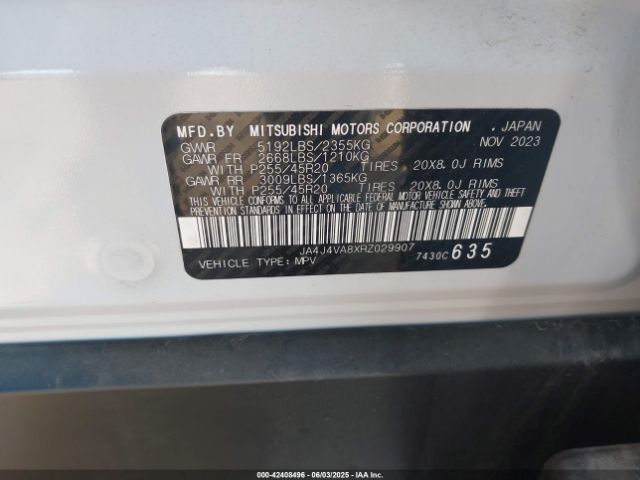 MFD.BY MITSUBISHI MOTORS CORPORATION, JAPAN
GVWR 5192LBS/2355KG NOV 2023
GAWR FR 2668LBS/1210KG
WITH P255/45R20 TIRES 20X8.0J RIMS
GAWR RR 3009LBS/1365KG
WITH P255/45R20 TIRES 20X8.0J RIMS
THIS VEHICLE CONFORMS TO ALL APPLICABLE FEDERAL MOTOR VEHICLE SAFETY, BUMPER, AND THEFT
PREVENTION STANDARDS IN EFFECT ON THE DATE OF MANUFACTURE SHOWN ABOVE.
JA4J4VA8XRZ029907
VEHICLE TYPE: MPV 7430C 635
000-42408496 - 06/03/2025 - IAAI, Inc.